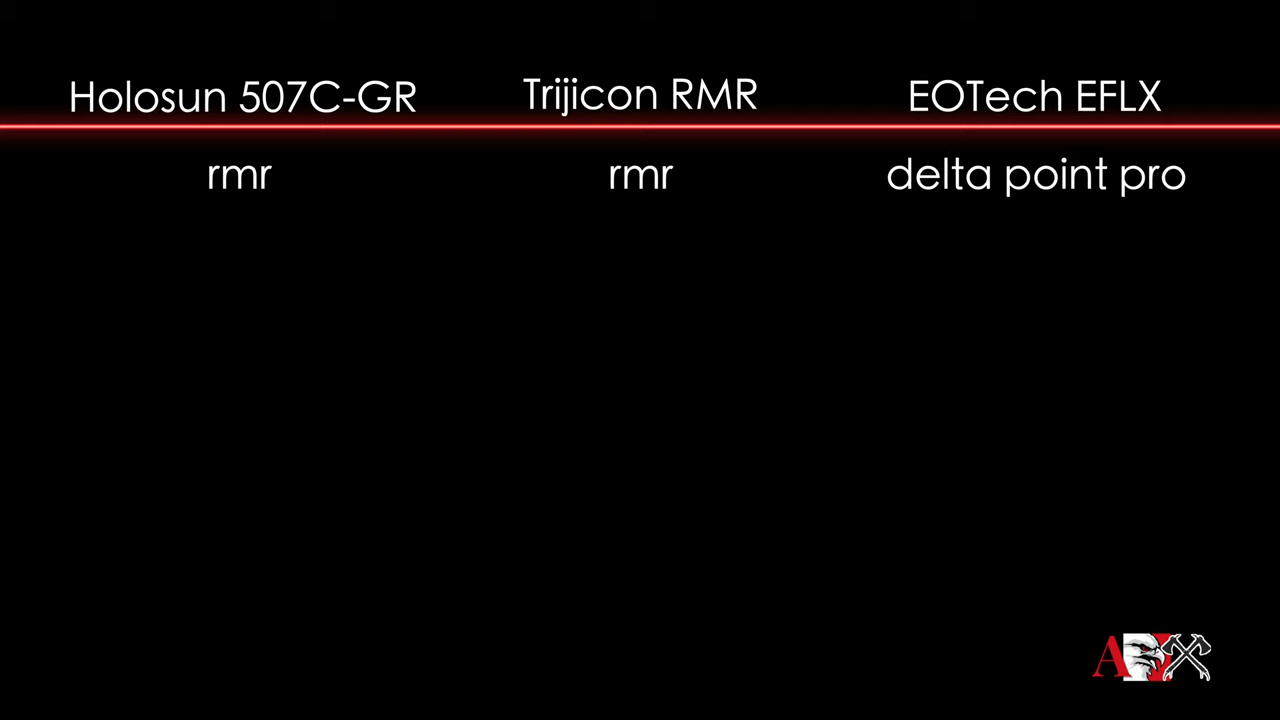 Holosun 507C-GR Trijicon RMR EOTech EFLX
rmr rmr delta point pro